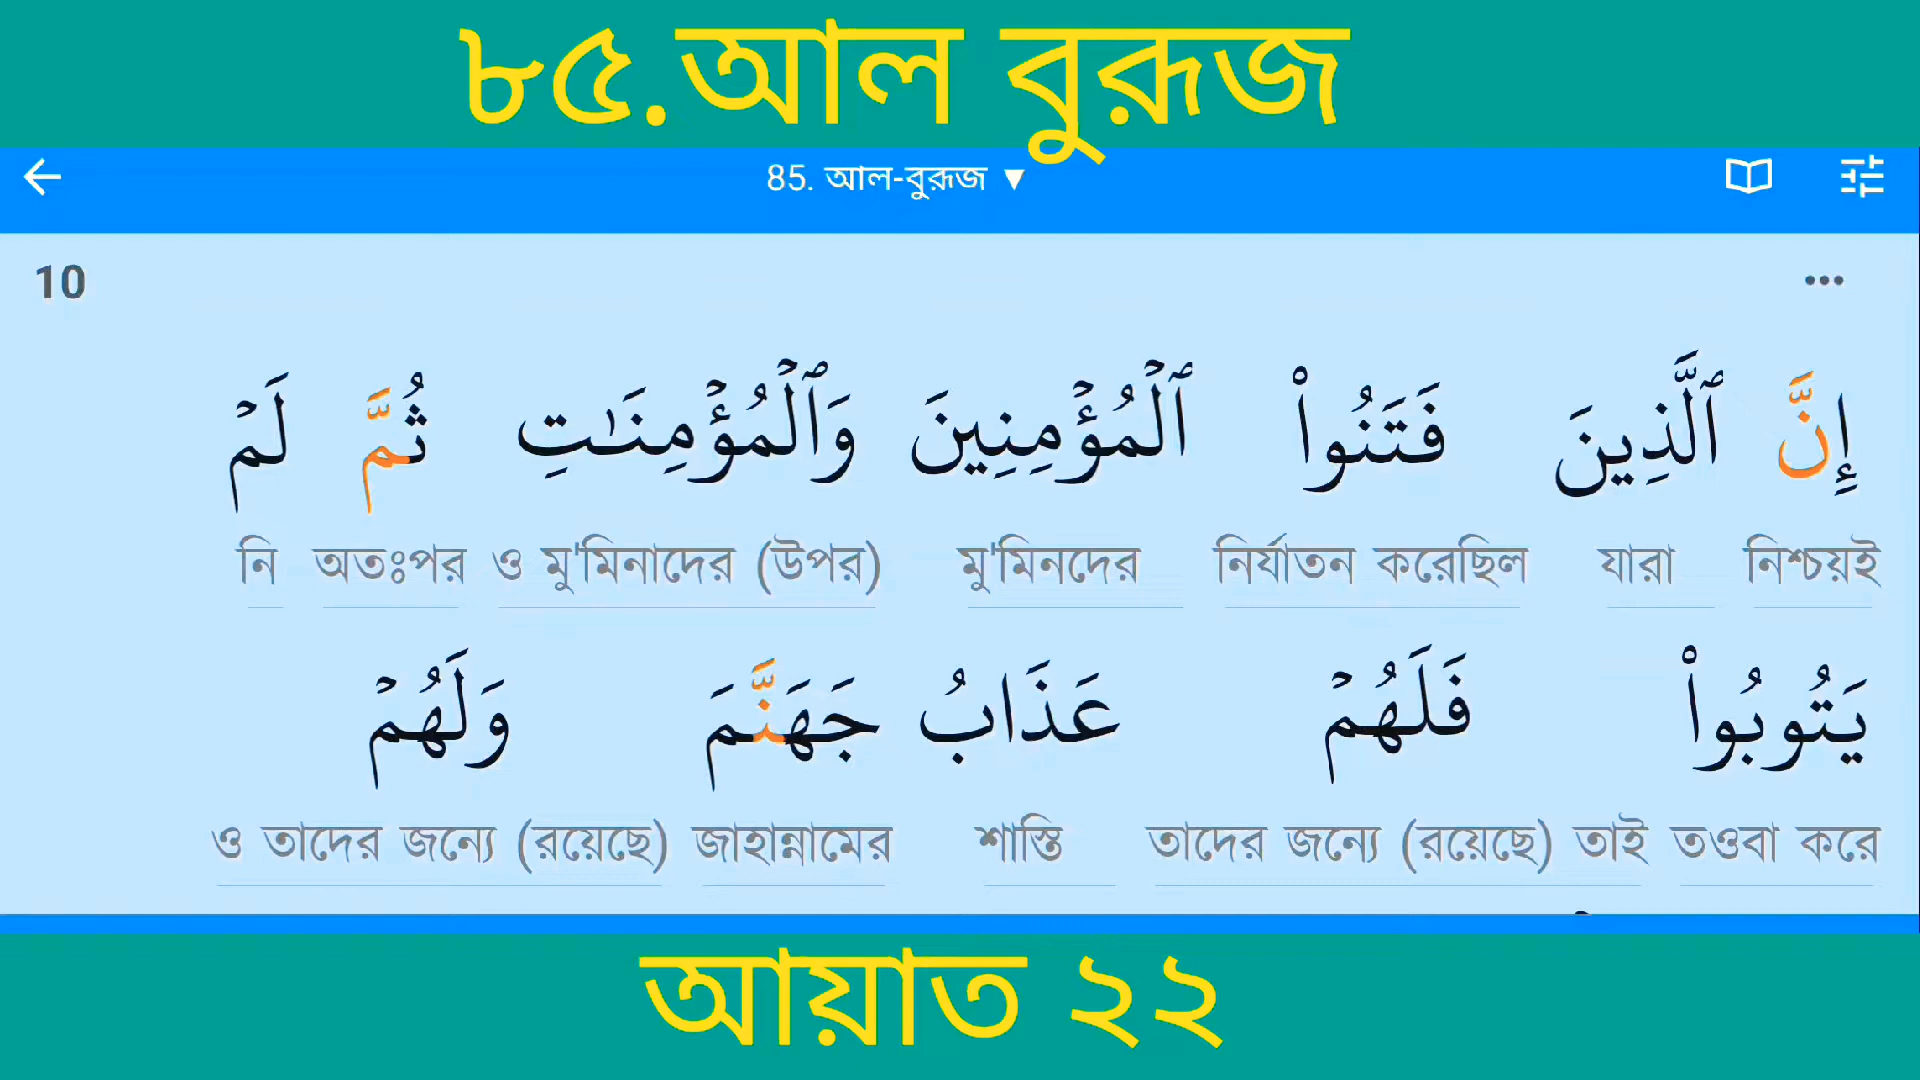 ৮৫.আল বুরূজ
85. আল-বুরূজ ▼
10
إِنَّ ٱلَّذِينَ فَتَنُوا۟ ٱلْمُؤْمِنِينَ وَٱلْمُؤْمِنَـٰتِ ثُمَّ لَمْ
নি অতঃপর ও মু'মিনাদের (উপর) মু'মিনদের নির্যাতন করেছিল যারা নিশ্চয়ই
يَتُوبُوا۟ فَلَهُمْ عَذَابُ جَهَنَّمَ وَلَهُمْ
ও তাদের জন্যে (রয়েছে) জাহান্নামের শাস্তি তাদের জন্যে (রয়েছে) তাই তওবা করে
আয়াত ২২